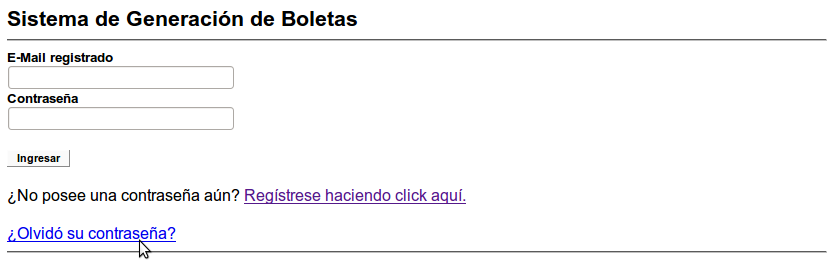 Sistema de Generación de Boletas
E-Mail registrado
Contraseña
Ingresar
¿No posee una contraseña aún? Regístrese haciendo click aquí.
¿Olvidó su contraseña?